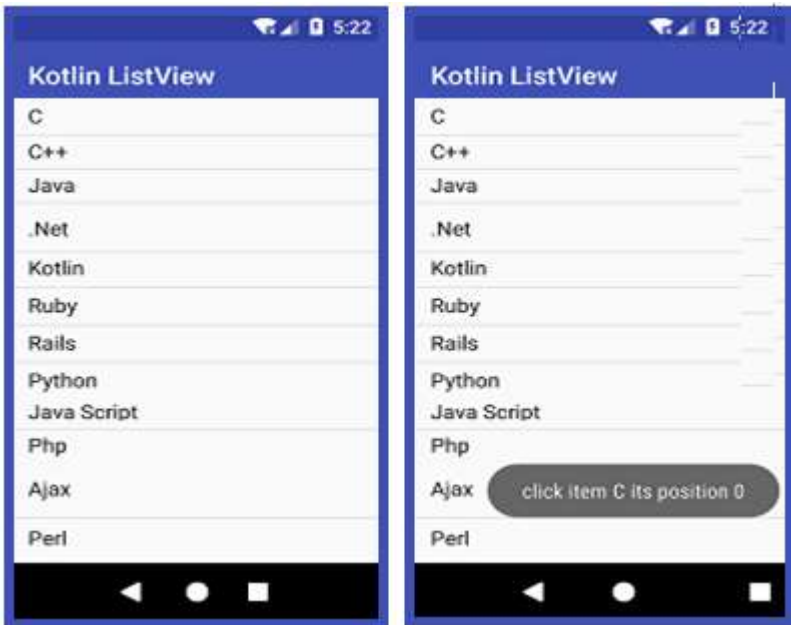 5:22
Kotlin ListView
C
C++
Java
.Net
Kotlin
Ruby
Rails
Python
Java Script
Php
Ajax
Perl
5:22
Kotlin ListView
C
C++
Java
.Net
Kotlin
Ruby
Rails
Python
Java Script
Php
Ajax
click item C its position 0
Perl